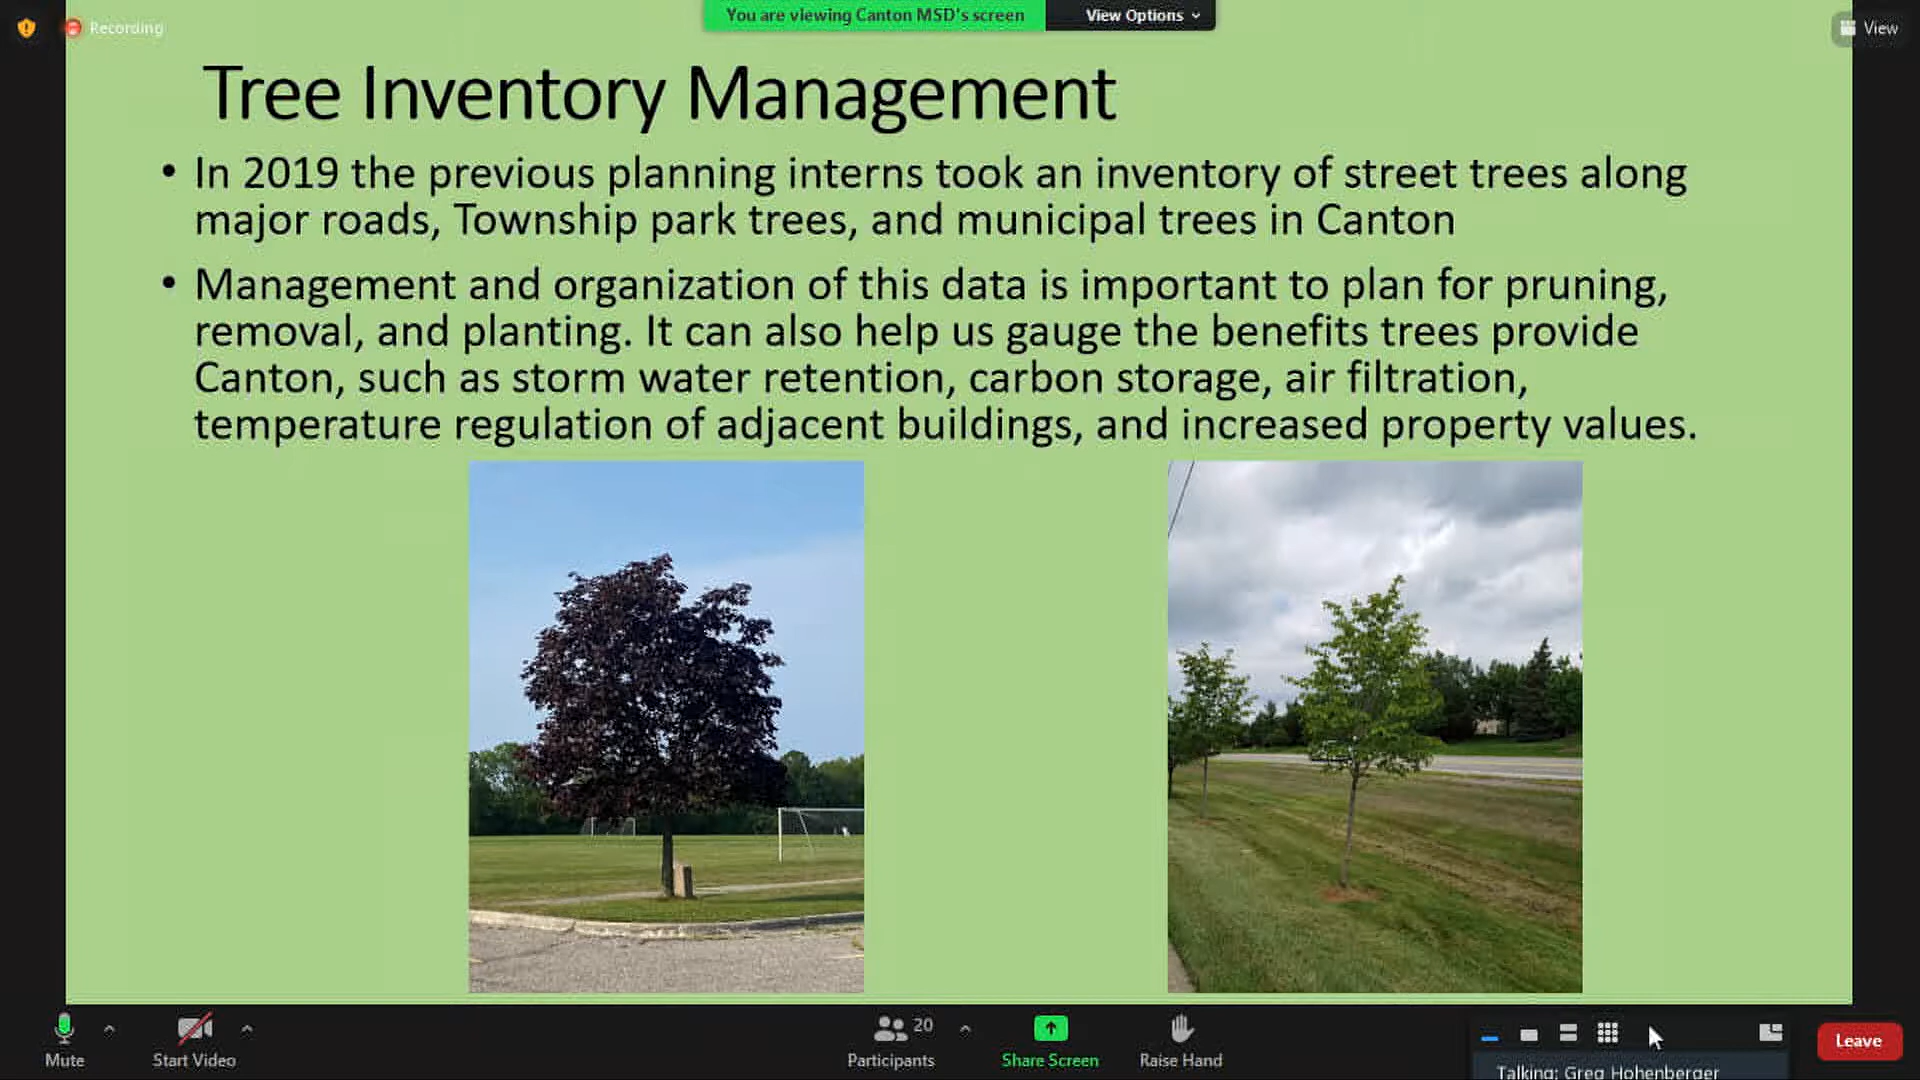 Recording
You are viewing Canton MSD's screen
View Options
View
Tree Inventory Management
• In 2019 the previous planning interns took an inventory of street trees along
major roads, Township park trees, and municipal trees in Canton
• Management and organization of this data is important to plan for pruning,
removal, and planting. It can also help us gauge the benefits trees provide
Canton, such as storm water retention, carbon storage, air filtration,
temperature regulation of adjacent buildings, and increased property values.
Mute
Start Video
20
Participants
Share Screen
Raise Hand
Talking: Greg Hohenberger
Leave